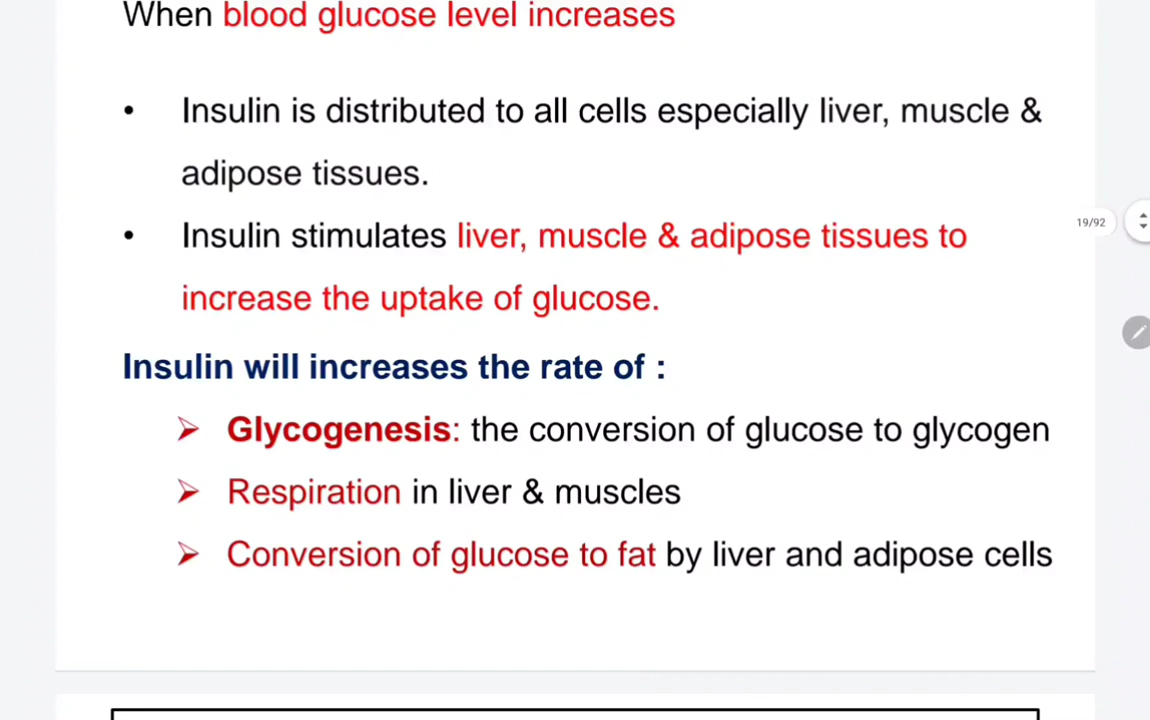 When blood glucose level increases
• Insulin is distributed to all cells especially liver, muscle &
adipose tissues.
19/92
• Insulin stimulates liver, muscle & adipose tissues to
increase the uptake of glucose.
Insulin will increases the rate of :
➢ Glycogenesis: the conversion of glucose to glycogen
➢ Respiration in liver & muscles
➢ Conversion of glucose to fat by liver and adipose cells